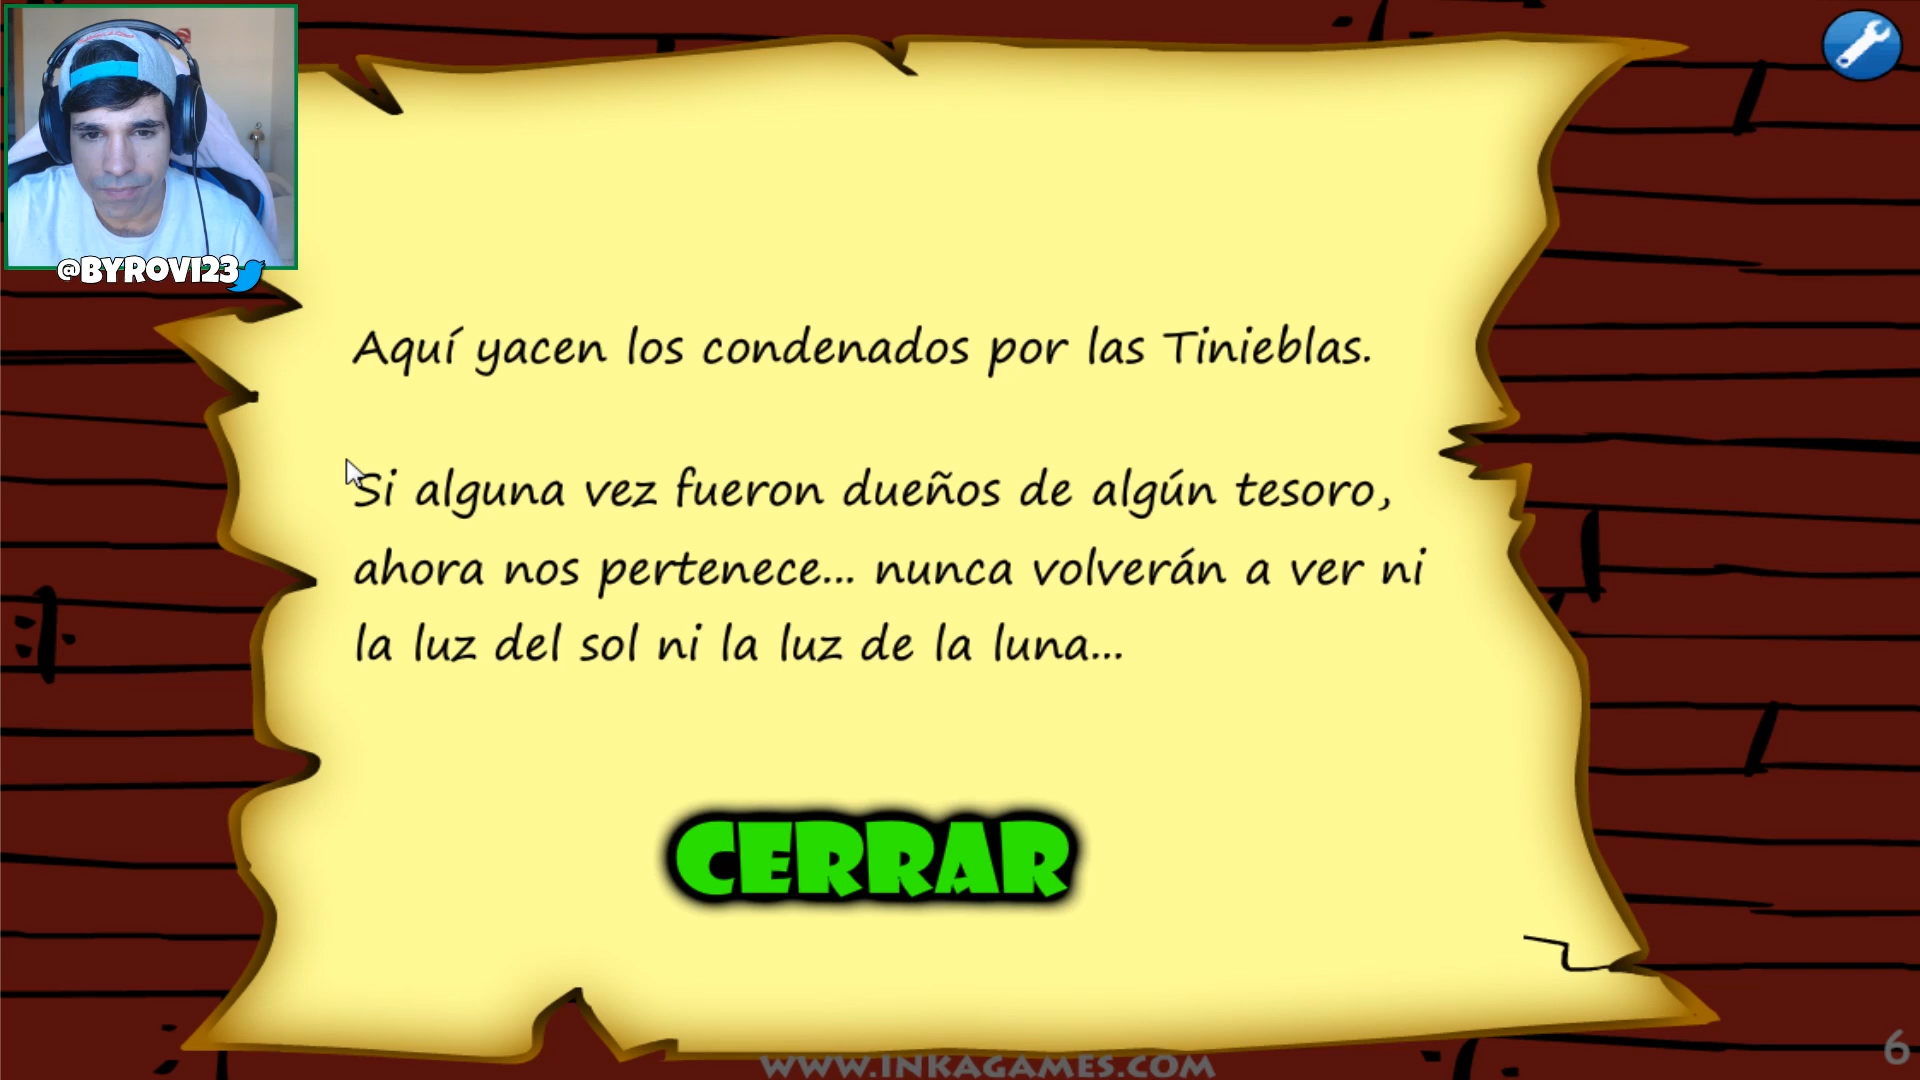 @BYROVI23
Aquí yacen los condenados por las Tinieblas.
Si alguna vez fueron dueños de algún tesoro,
ahora nos pertenece... nunca volverán a ver ni
la luz del sol ni la luz de la luna...
CERRAR
6
WWW.INKAGAMES.COM